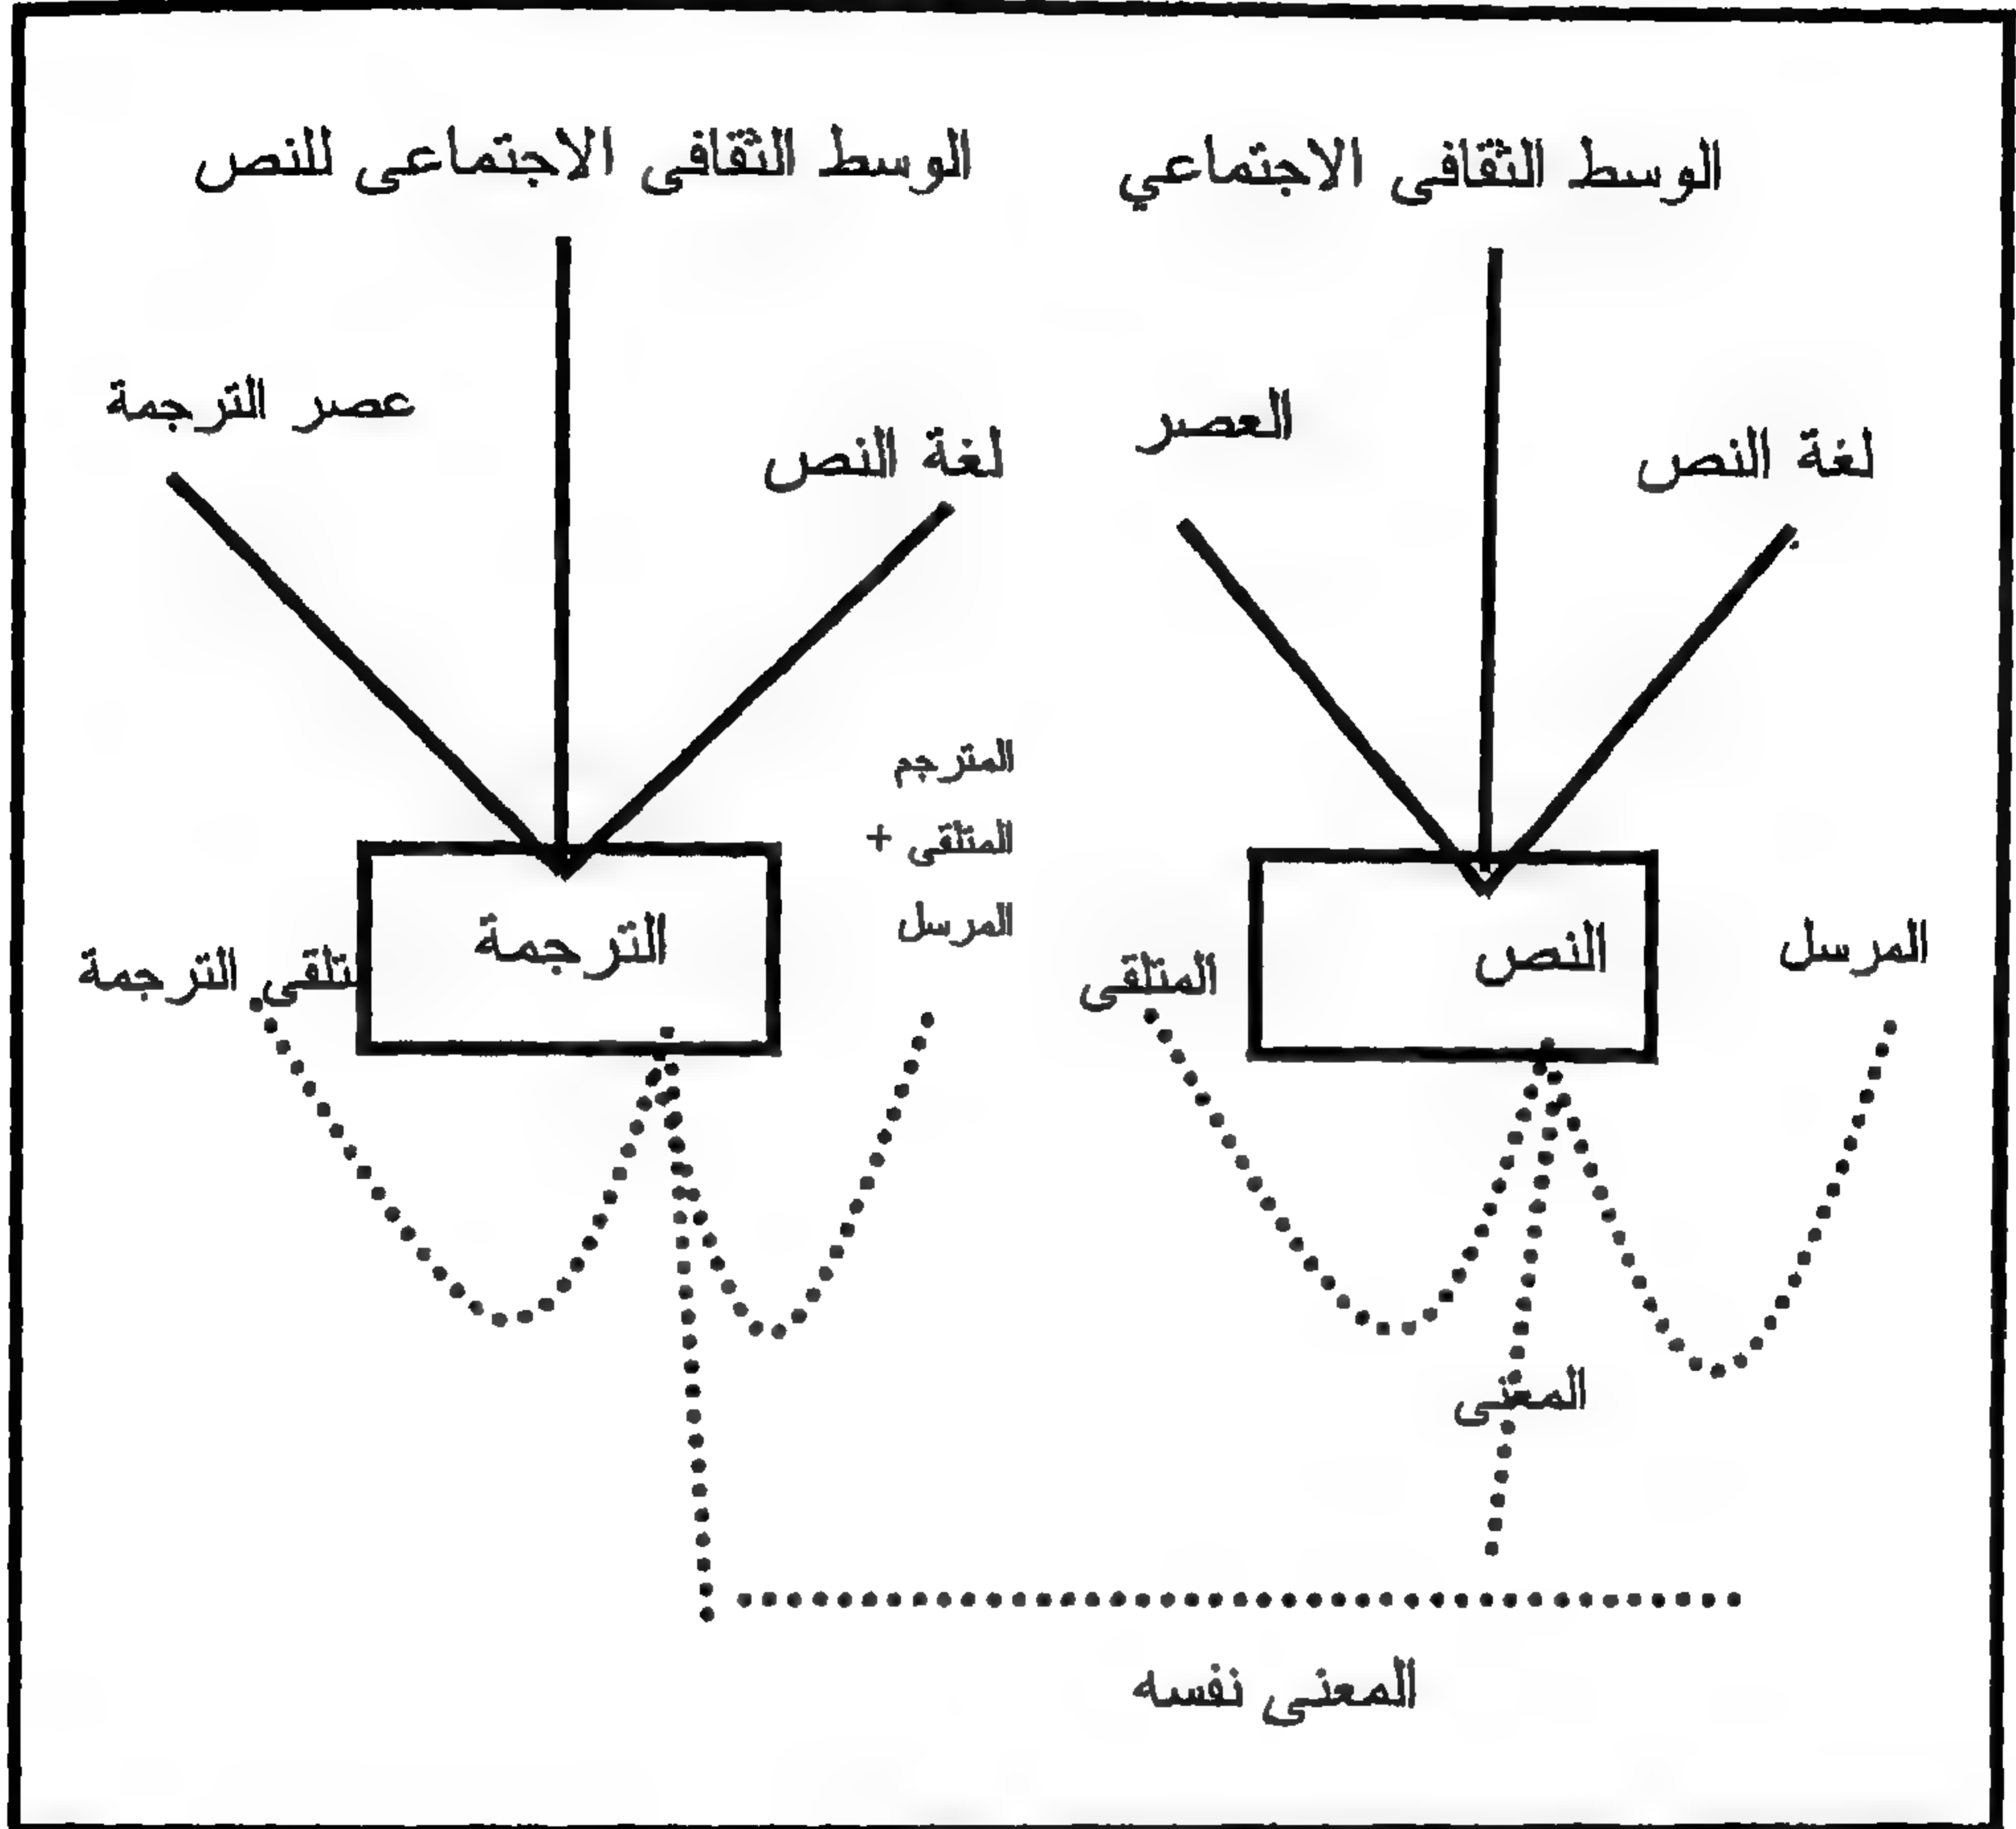 الوسط الثقافى الاجتماعي
الوسط الثقافى الاجتماعى للنص
لغة النص
العصر
لغة النص
عصر الترجمة
المترجم
المتلقى +
المرسل
المرسل
النص
المتلقى
الترجمة
الترجمة
المعنى
المعنى نفسه